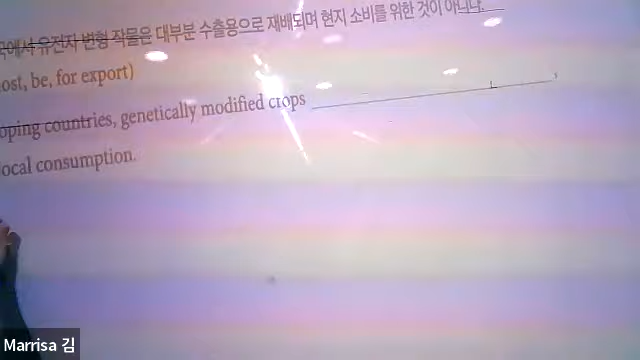 유전자 변형 작물은 대부분 수출용으로 재배되며 현지 소비를 위한 것이 아니다.
ost, be, for export)
oping countries, genetically modified crops ,
ocal consumption.
Marrisa 김